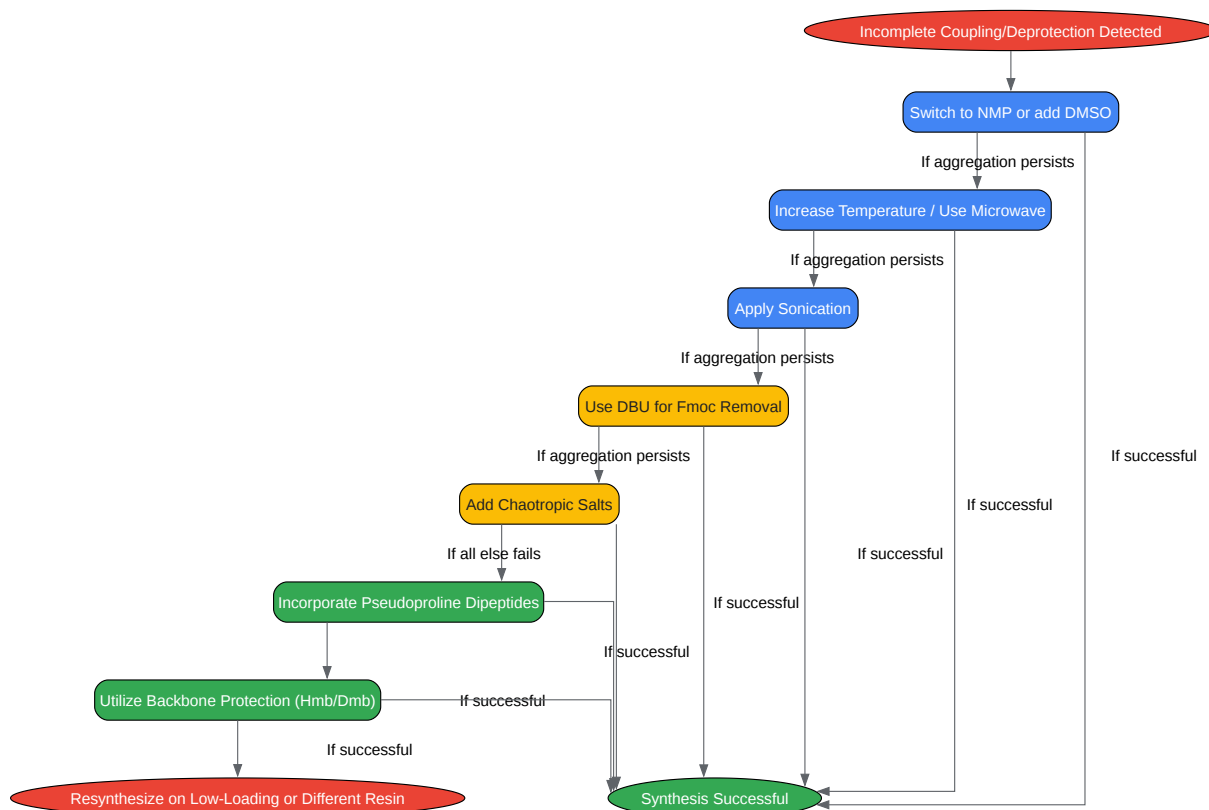 Incomplete Coupling/Deprotection Detected
Switch to NMP or add DMSO
If aggregation persists
Increase Temperature / Use Microwave
If aggregation persists
Apply Sonication
If aggregation persists
Use DBU for Fmoc Removal
If aggregation persists
If successful
Add Chaotropic Salts
If successful
If all else fails
If successful
Incorporate Pseudoproline Dipeptides
If successful
If successful
Utilize Backbone Protection (Hmb/Dmb)
If successful
If successful
Resynthesize on Low-Loading or Different Resin
Synthesis Successful